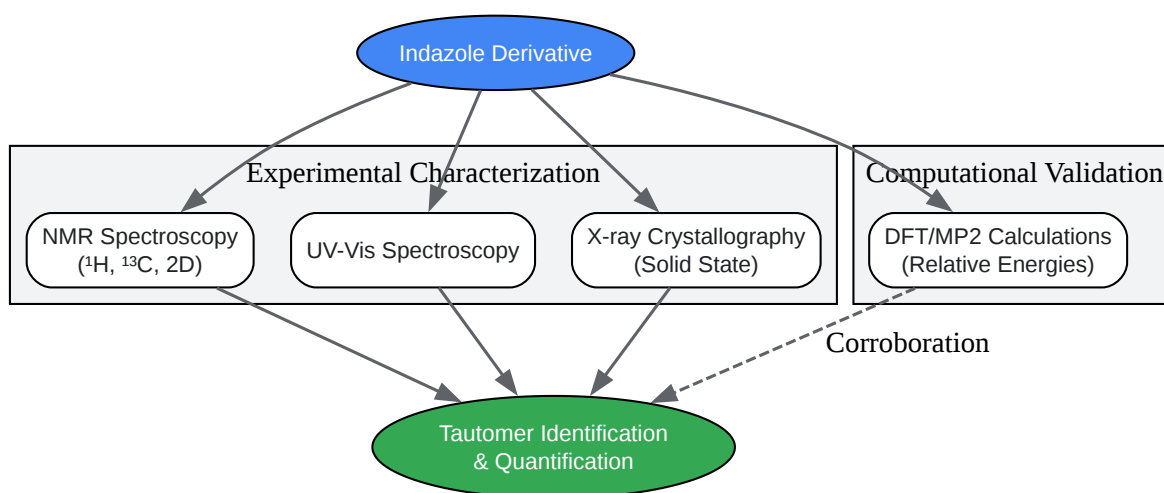 Indazole Derivative
Experimental Characterization
Computational Validation
NMR Spectroscopy
(¹H, ¹³C, 2D)
UV-Vis Spectroscopy
X-ray Crystallography
(Solid State)
DFT/MP2 Calculations
(Relative Energies)
Corroboration
Tautomer Identification
& Quantification